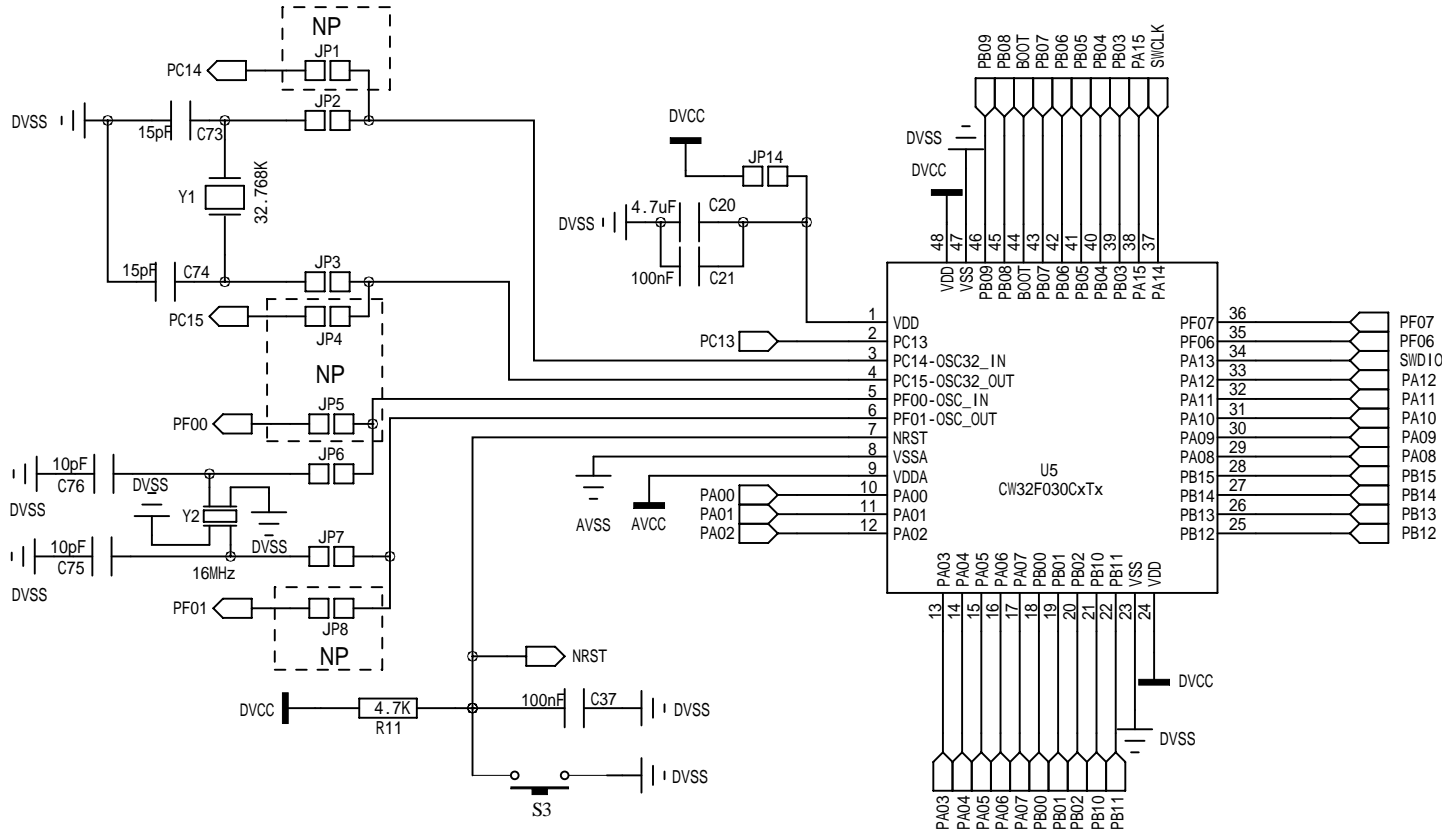 NP
JP1
PC14
JP2
DVSS
15pF
C73
Y1
32.768K
15pF
C74
JP3
PC15
JP4
NP
JP5
PF00
JP6
10pF
C76
DVSS
DVSS
Y2
DVSS
JP7
10pF
C75
DVSS
16MHz
PF01
JP8
NP
NRST
DVCC
4.7K
R11
100nF
C37
DVSS
DVSS
S3
DVCC
JP14
DVSS
4.7uF
C20
100nF
C21
PC13
AVSS
AVCC
PA00
PA01
PA02
1 VDD
2 PC13
3 PC14-OSC32_IN
4 PC15-OSC32_OUT
5 PF00-OSC_IN
6 PF01-OSC_OUT
7 NRST
8 VSSA
9 VDDA
10 PA00
11 PA01
12 PA02
U5
CW32F030CxTx
DVSS
DVCC
PB09
PB08
BOOT
PB07
PB06
PB05
PB04
PB03
PA15
SWCLK
48 VDD
47 VSS
46 PB09
45 PB08
44 BOOT
43 PB07
42 PB06
41 PB05
40 PB04
39 PB03
38 PA15
37 PA14
PF07 36 PF07
PF06 35 PF06
PA13 34 SWDIO
PA12 33 PA12
PA11 32 PA11
PA10 31 PA10
PA09 30 PA09
PA08 29 PA08
PB15 28 PB15
PB14 27 PB14
PB13 26 PB13
PB12 25 PB12
PA03 13 PA03
PA04 14 PA04
PA05 15 PA05
PA06 16 PA06
PA07 17 PA07
PB00 18 PB00
PB01 19 PB01
PB02 20 PB02
PB10 21 PB10
PB11 22 PB11
VSS 23
VDD 24
DVCC
DVSS